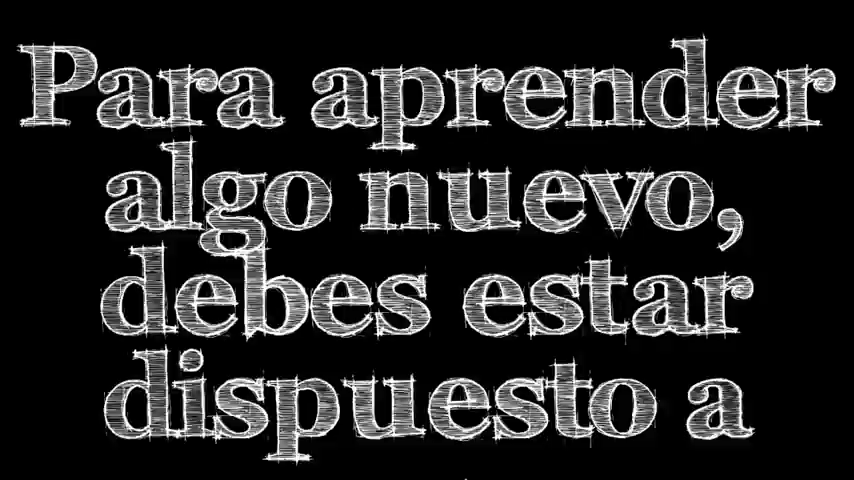 Para aprender
algo nuevo,
debes estar
dispuesto a